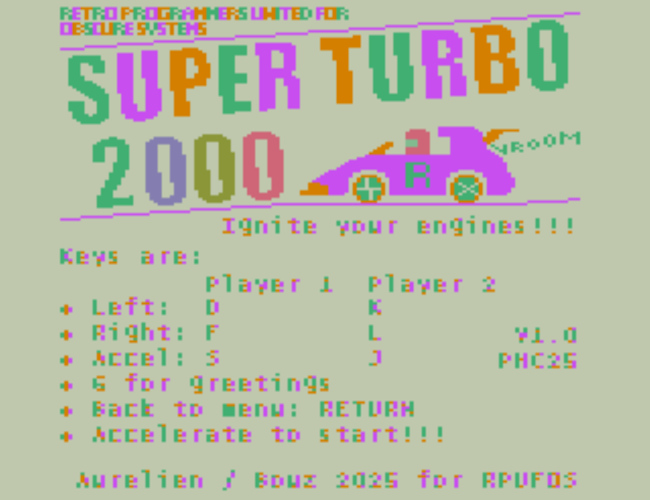 RETRO PROGRAMMERS UNITED FOR
OBSCURE SYSTEMS
SUPER TURBO
2000
VROOM
R
Ignite your engines!!!
Keys are:
Player 1 Player 2
+ Left: D K
+ Right: F L
V1.0
+ Accel: S J
PHC25
+ G for greetings
+ Back to menu: RETURN
+ Accelerate to start!!!
Aurelien / Bouz 2025 for RPUFOS